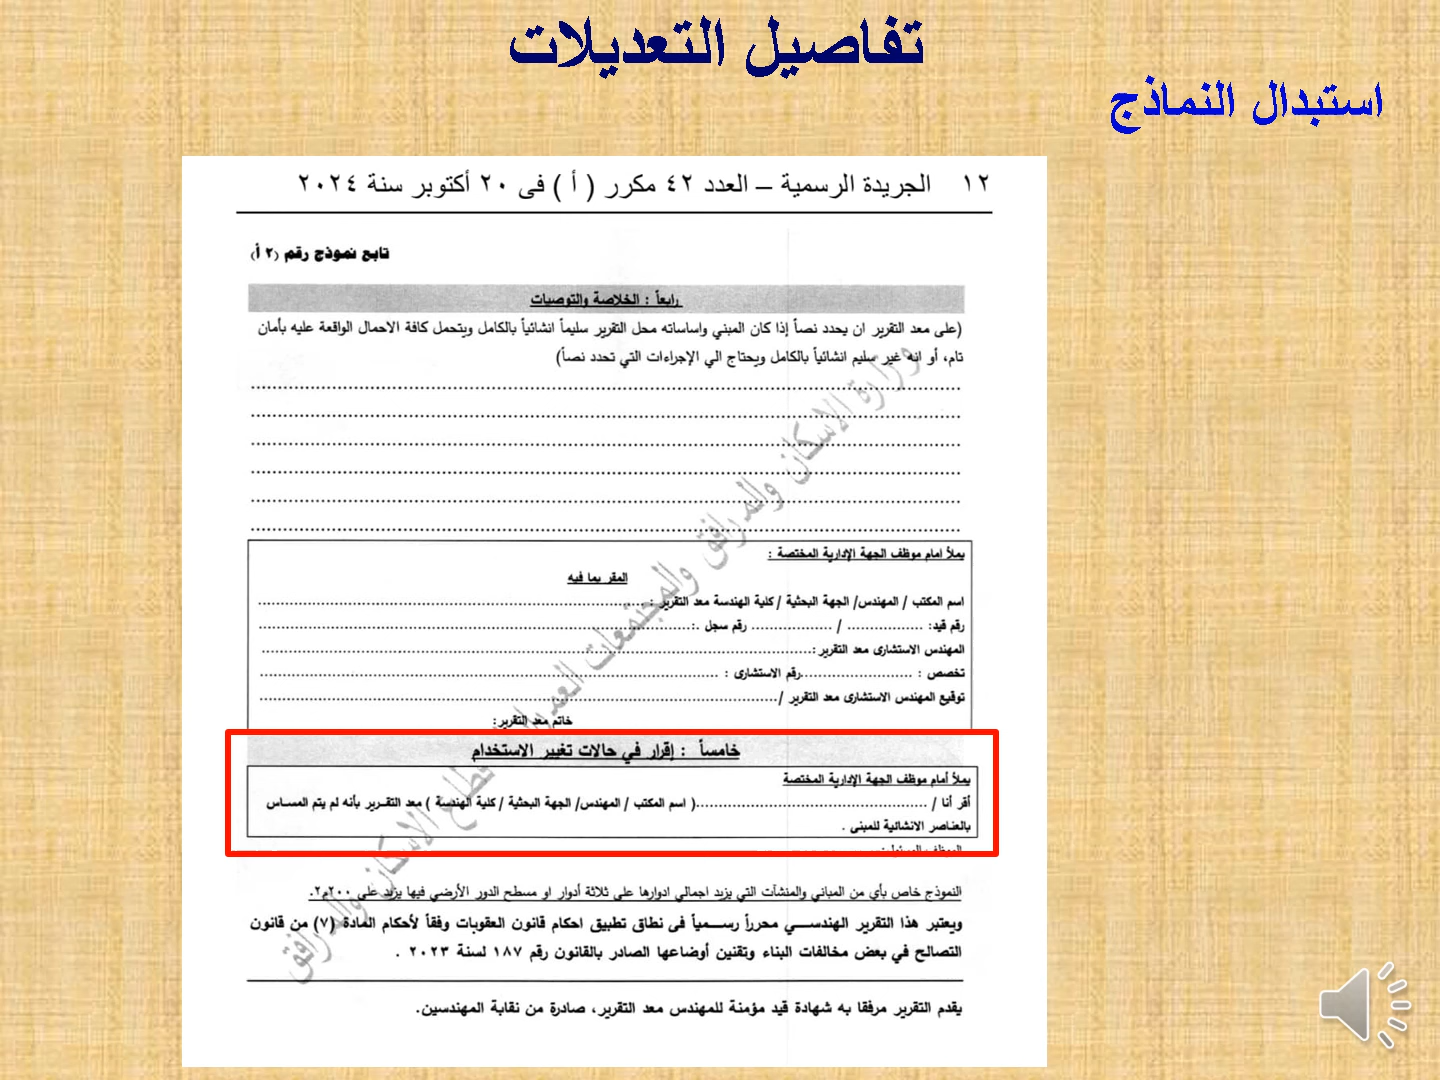 تفاصيل التعديلات
استبدال النماذج
١٢ الجريدة الرسمية – العدد ٤٢ مكرر ( أ ) فى ٢٠ أكتوبر سنة ٢٠٢٤
تابع نموذج رقم (٢ أ)
رابعاً : الخلاصة والتوصيات
(على معد التقرير ان يحدد نصاً إذا كان المبني واساساته محل التقرير سليماً انشائياً بالكامل ويتحمل كافة الاحمال الواقعة عليه بأمان
تام، أو انه غير سليم انشائياً بالكامل ويحتاج الي الإجراءات التي تحدد نصاً)
يملأ امام موظف الجهة الإدارية المختصة :
المقر بما فيه
اسم المكتب / المهندس/ الجهة البحثية / كلية الهندسة معد التقرير :
رقم قيد: ................. / .................. رقم سجل :
المهندس الاستشارى معد التقرير :
تخصص : .........................رقم الاستشارى :
توقيع المهندس الاستشارى معد التقرير /
خاتم معد التقرير:
خامساً : إقرار في حالات تغيير الاستخدام
يملأ أمام موظف الجهة الإدارية المختصة
أقر أنا / ..................................................( اسم المكتب / المهندس/ الجهة البحثية / كلية الهندسة ) معد التقـرير بأنه لم يتم المسـاس
بالعناصر الانشائية للمبنى .
النموذج خاص بأي من المباني والمنشآت التي يزيد اجمالي ادوارها على ثلاثة أدوار او مسطح الدور الأرضي فيها يزيد على ٢٠٠م٢.
ويعتبر هذا التقرير الهندســـي محرراً رســـمياً فى نطاق تطبيق احكام قانون العقوبات وفقاً لأحكام المادة (٧) من قانون
التصالح في بعض مخالفات البناء وتقنين أوضاعها الصادر بالقانون رقم ١٨٧ لسنة ٢٠٢٣ .
يقدم التقرير مرفقا به شهادة قيد مؤمنة للمهندس معد التقرير، صادرة من نقابة المهندسين.